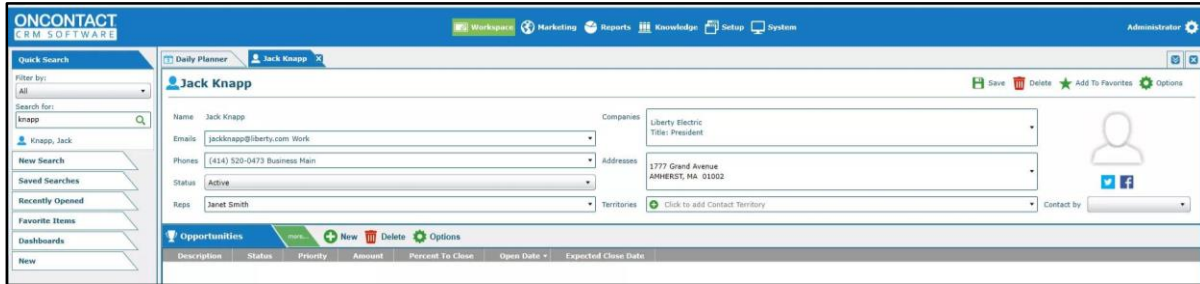 ONCONTACT
CRM SOFTWARE
Workspace Marketing Reports Knowledge Setup System
Administrator
Quick Search
Filter by:
All
Search for:
knapp
Knapp, Jack
New Search
Saved Searches
Recently Opened
Favorite Items
Dashboards
New
Daily Planner
Jack Knapp X
Jack Knapp
Save Delete Add To Favorites Options
Name Jack Knapp
Emails jackknapp@liberty.com Work
Phones (414) 520-0473 Business Main
Status Active
Reps Janet Smith
Companies Liberty Electric
Title: President
Addresses 1777 Grand Avenue
AMHERST, MA 01002
Territories Click to add Contact Territory
Contact by
Opportunities more... New Delete Options
Description Status Priority Amount Percent To Close Open Date Expected Close Date